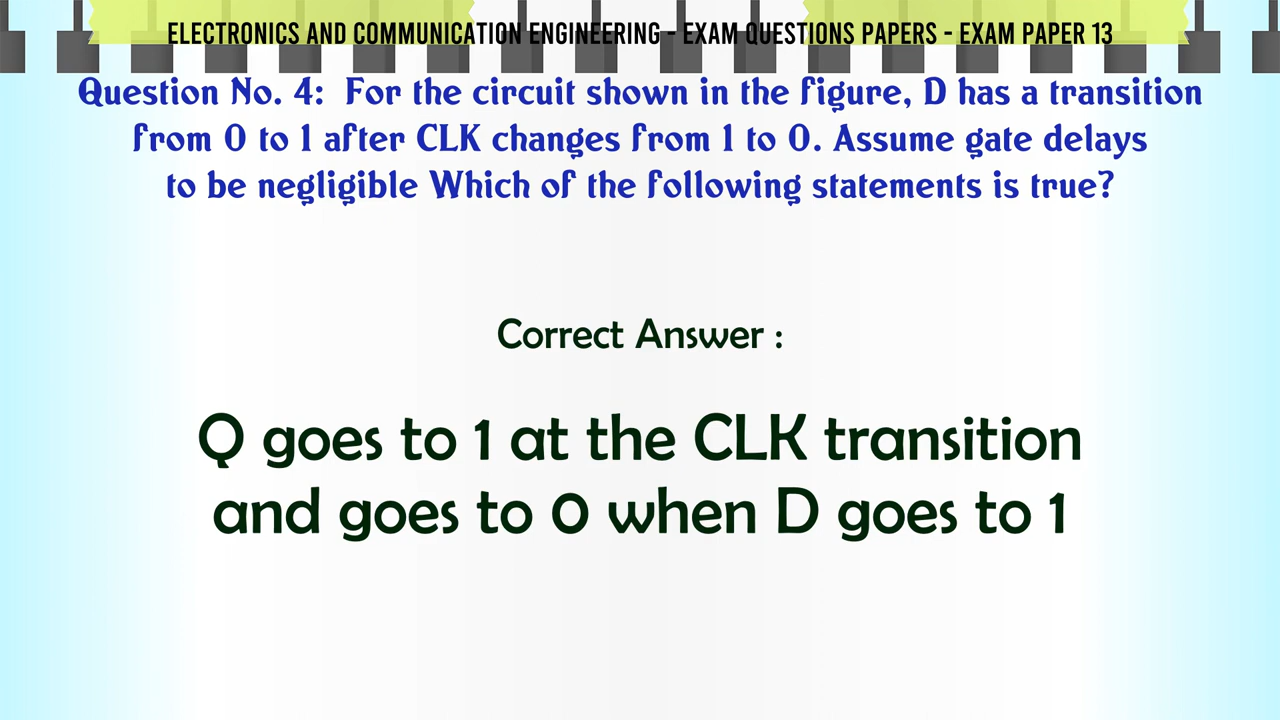 ELECTRONICS AND COMMUNICATION ENGINEERING - EXAM QUESTIONS PAPERS - EXAM PAPER 13
Question No. 4: For the circuit shown in the figure, D has a transition
from 0 to 1 after CLK changes from 1 to 0. Assume gate delays
to be negligible Which of the following statements is true?
Correct Answer :
Q goes to 1 at the CLK transition
and goes to 0 when D goes to 1